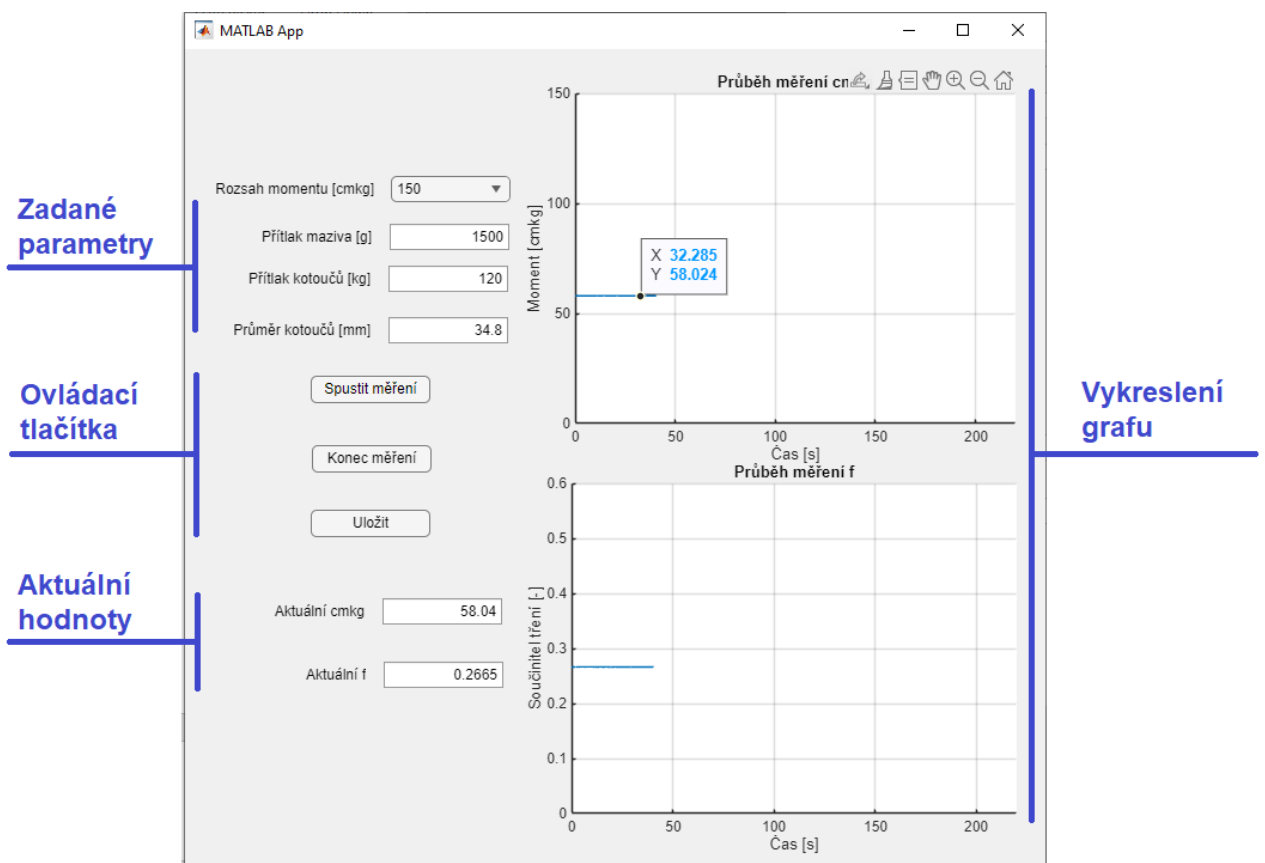 MATLAB App
Zadané
parametry
Rozsah momentu [cmkg] 150
Přítlak maziva [g] 1500
Přítlak kotoučů [kg] 120
Průměr kotoučů [mm] 34.8
Ovládací
tlačítka
Spustit měření
Konec měření
Uložit
Aktuální
hodnoty
Aktuální cmkg 58.04
Aktuální f 0.2665
Průběh měření
150
100
50
0
Moment [cmkg]
X 32.285
Y 58.024
0 50 100 150 200
Čas [s]
Průběh měření f
0.6
0.5
0.4
0.3
0.2
0.1
0
Součinitel tření [-]
0 50 100 150 200
Čas [s]
Vykreslení
grafu